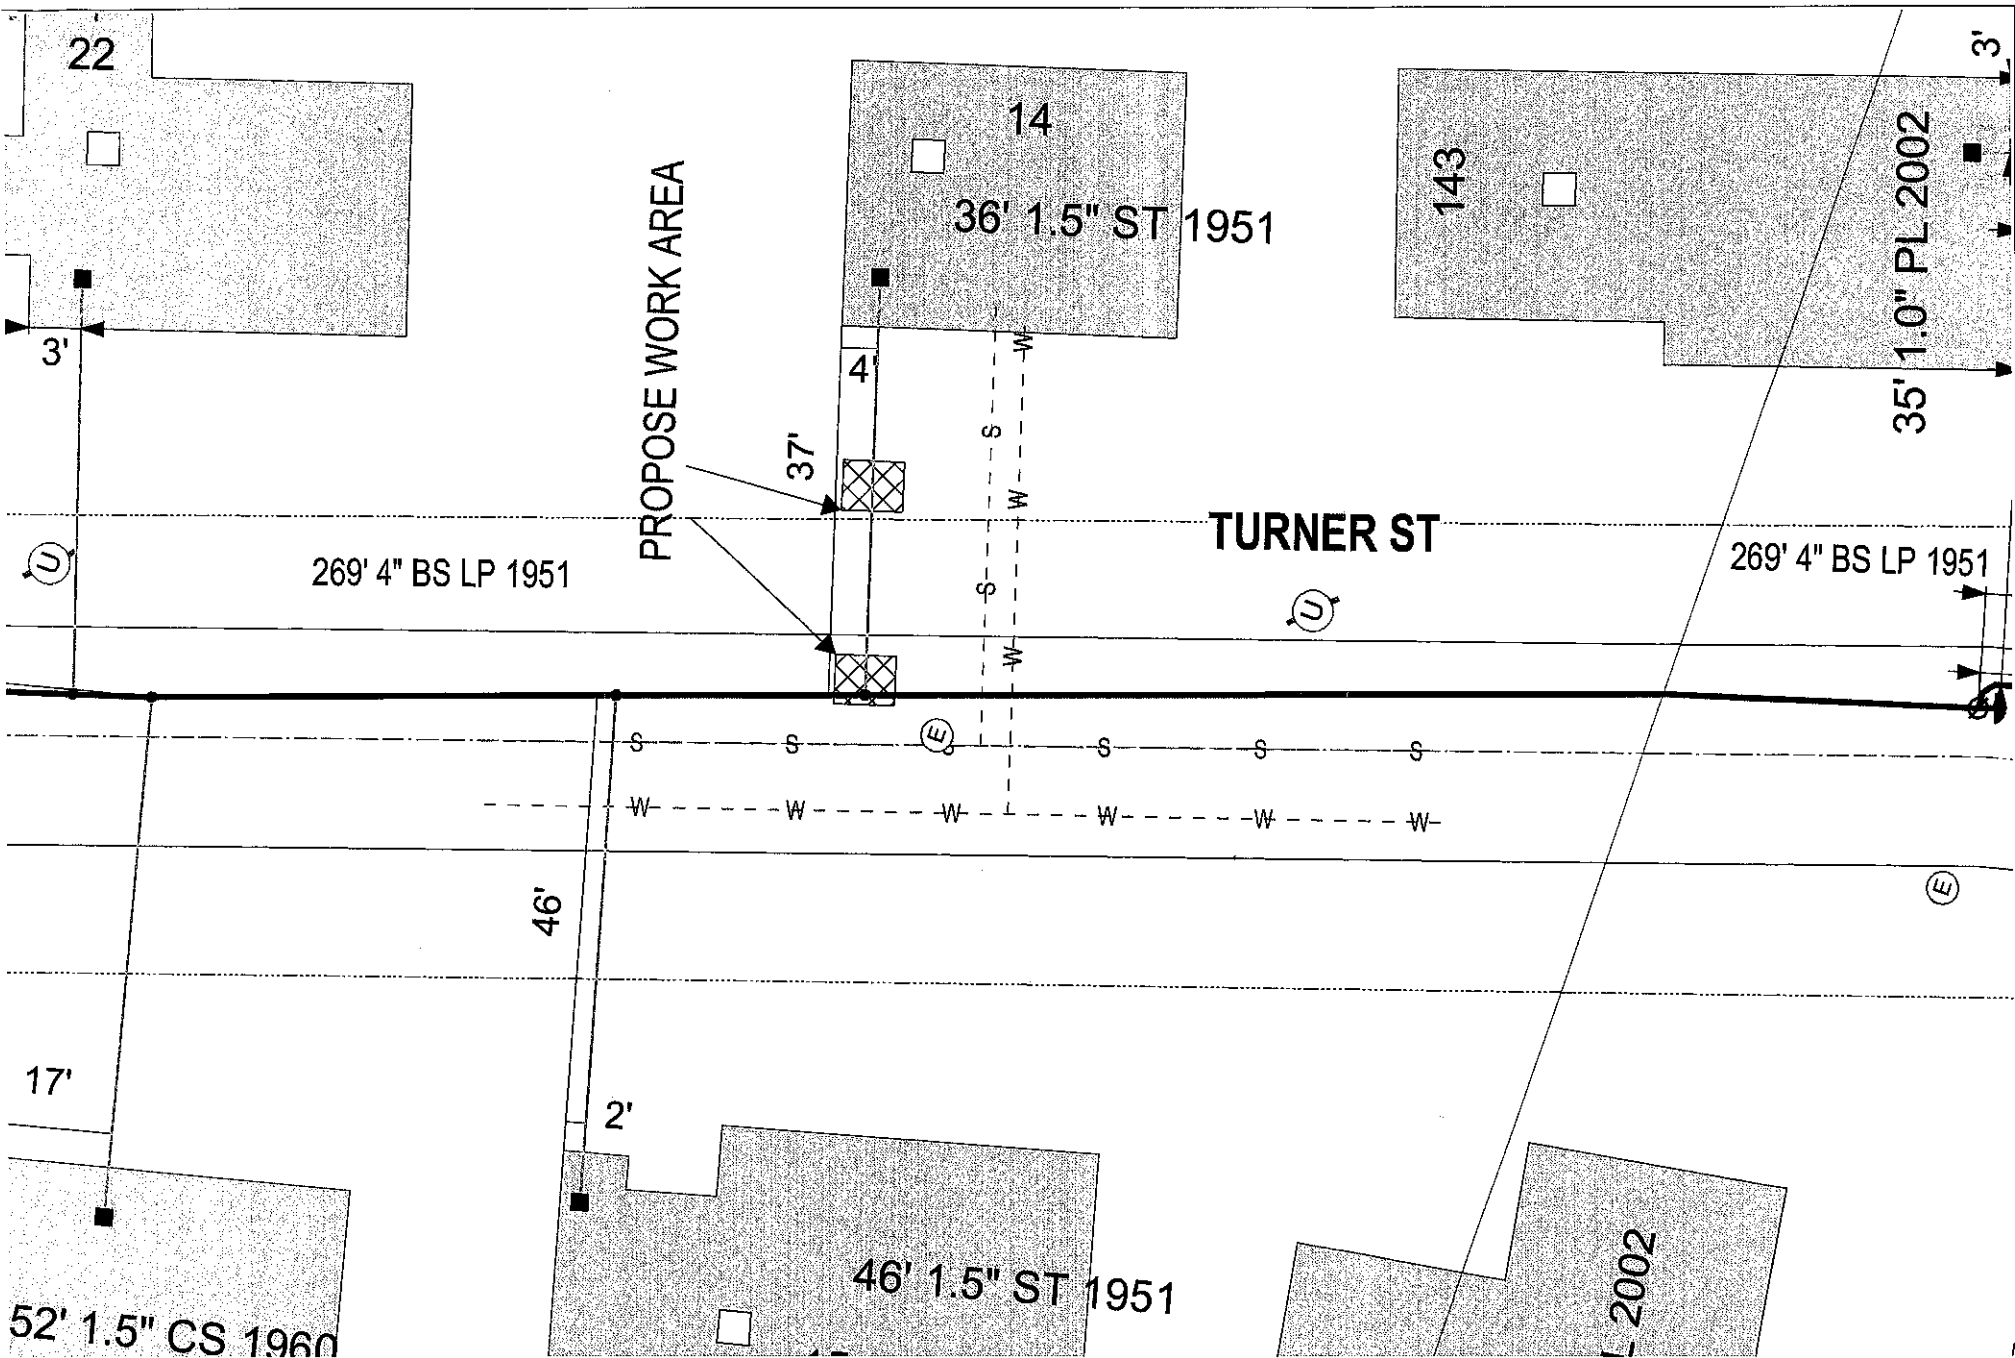 22
14
3'
143
36' 1.5" ST 1951
35' 1.0" PL 2002
PROPOSE WORK AREA
3'
4'
37'
S
W
W
TURNER ST
269' 4" BS LP 1951
269' 4" BS LP 1951
U
U
S
W
E
S S S S S
W W W W W W
46'
E
17'
2'
46' 1.5" ST 1951
52' 1.5" CS 1960
2002